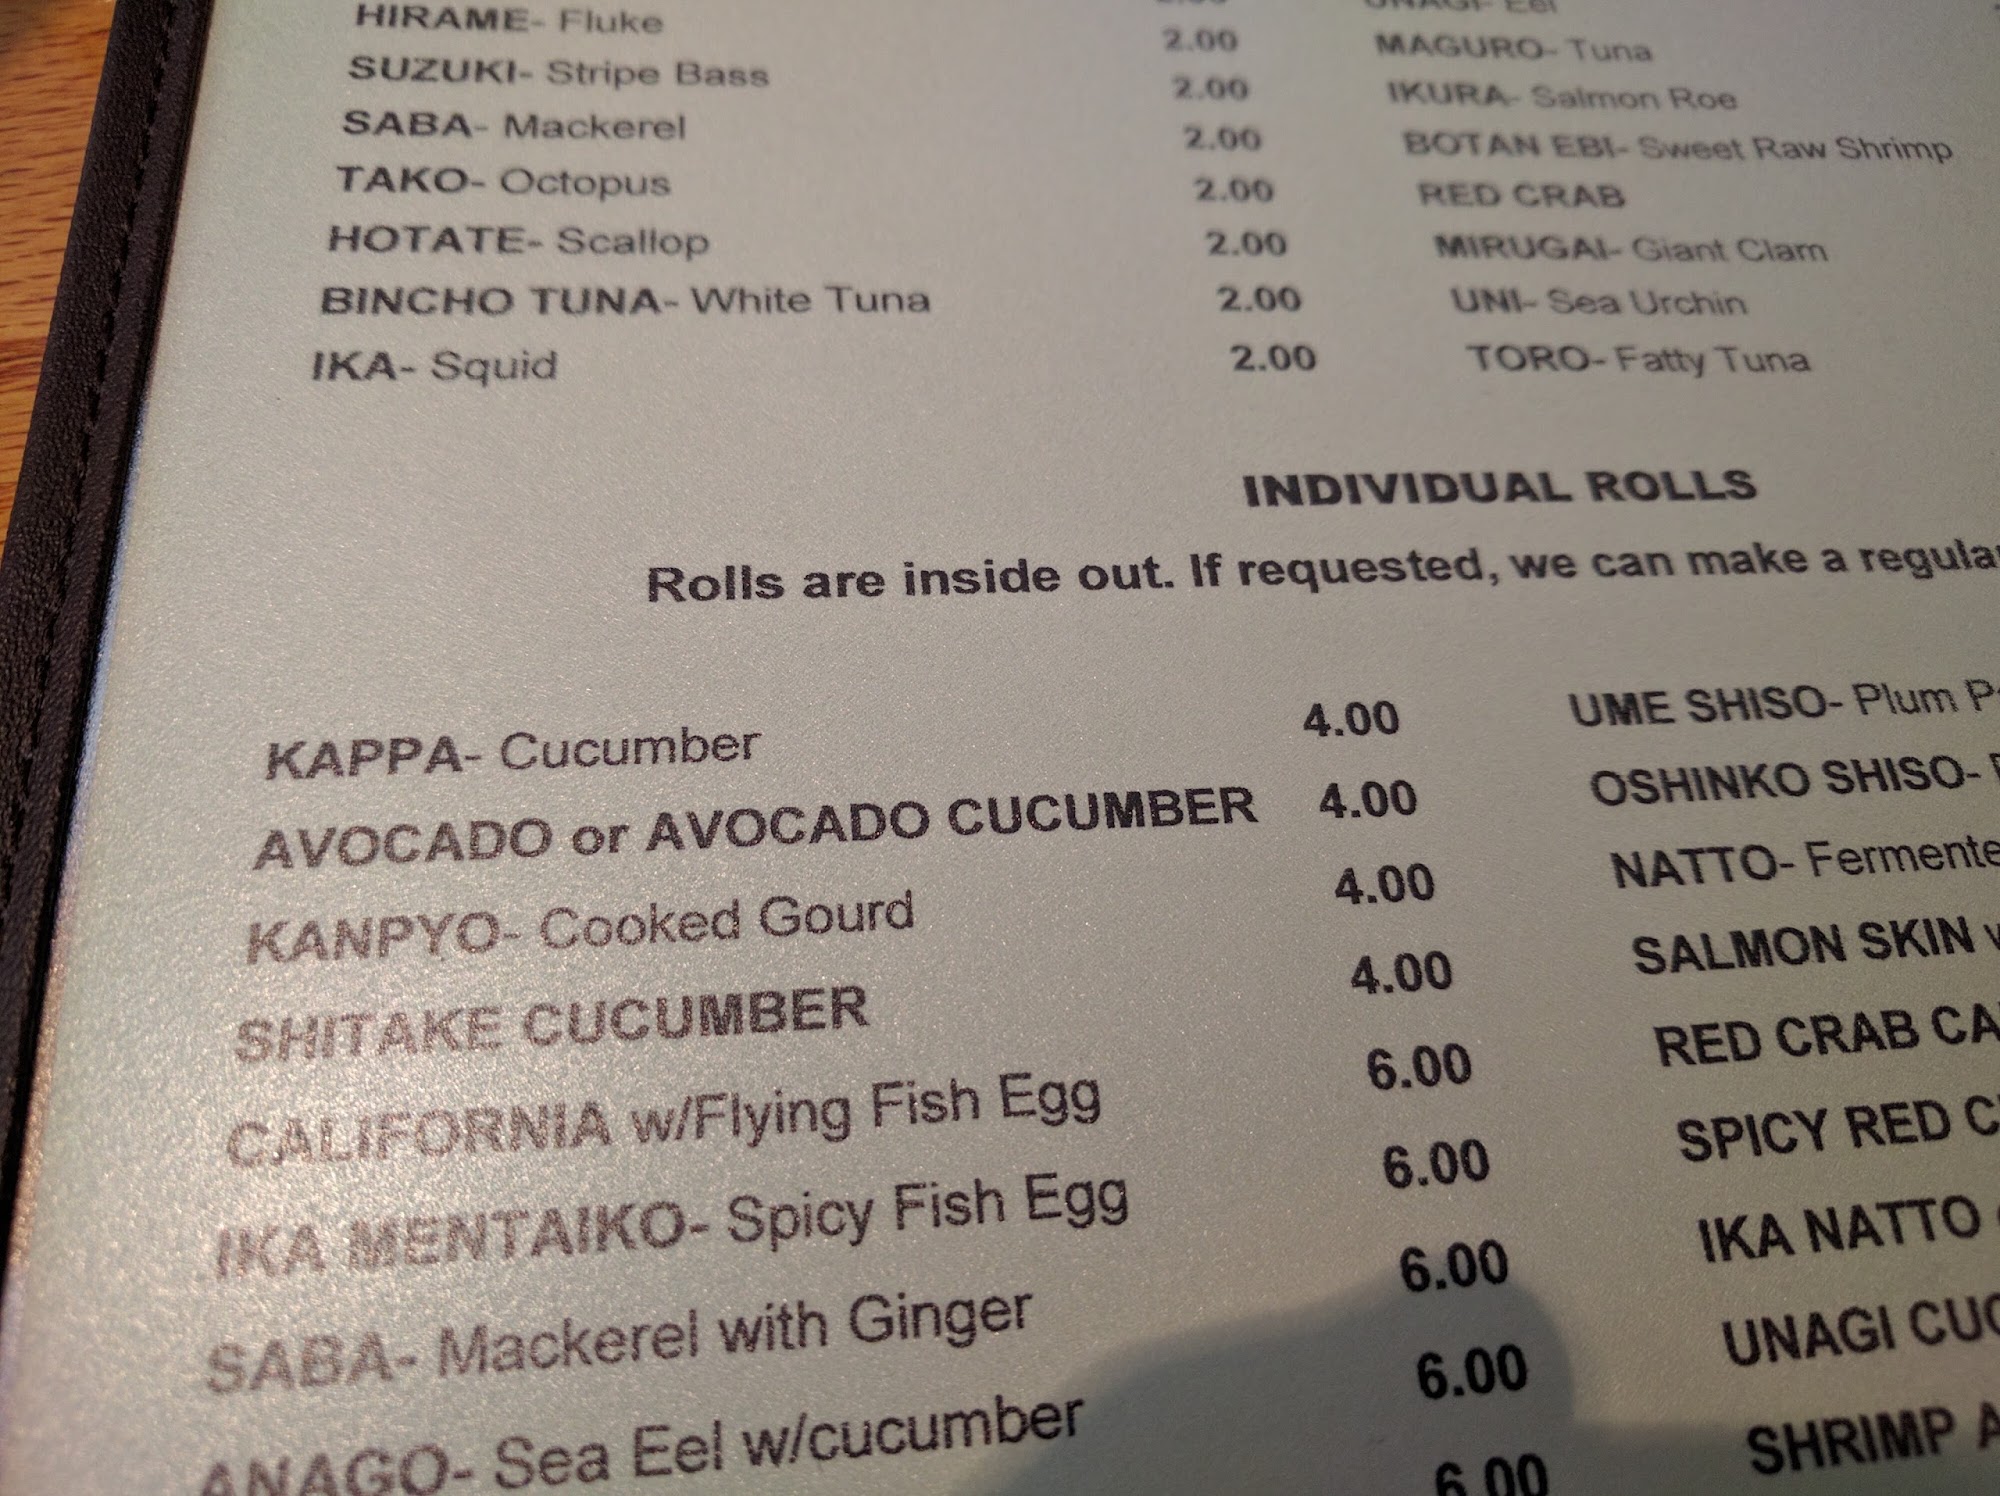 HIRAME- Fluke 2.00 MAGURO- Tuna
SUZUKI- Stripe Bass 2.00 IKURA- Salmon Roe
SABA- Mackerel 2.00 BOTAN EBI- Sweet Raw Shrimp
TAKO- Octopus 2.00 RED CRAB
HOTATE- Scallop 2.00 MIRUGAI- Giant Clam
BINCHO TUNA- White Tuna 2.00 UNI- Sea Urchin
IKA- Squid 2.00 TORO- Fatty Tuna
INDIVIDUAL ROLLS
Rolls are inside out. If requested, we can make a regular
KAPPA- Cucumber 4.00 UME SHISO- Plum
AVOCADO or AVOCADO CUCUMBER 4.00 OSHINKO SHISO-
KANPYO- Cooked Gourd 4.00 NATTO- Fermente
SHITAKE CUCUMBER 4.00 SALMON SKIN
CALIFORNIA w/Flying Fish Egg 6.00 RED CRAB CA
IKA MENTAIKO- Spicy Fish Egg 6.00 SPICY RED C
SABA- Mackerel with Ginger 6.00 IKA NATTO
ANAGO- Sea Eel w/cucumber 6.00 UNAGI CUC
6.00 SHRIMP A